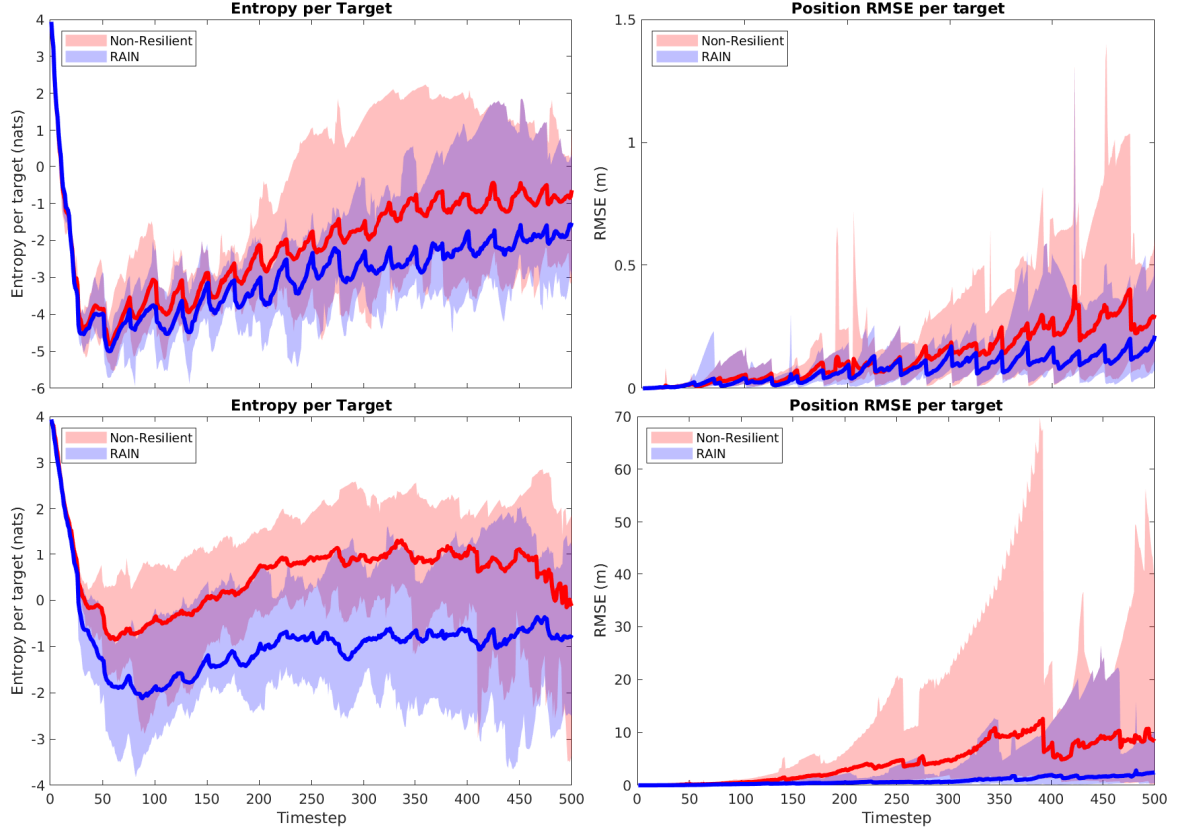 Entropy per Target
Entropy per target (nats)
4
3
2
1
0
-1
-2
-3
-4
-5
-6
Non-Resilient
RAIN
Position RMSE per target
RMSE (m)
1.5
1
0.5
0
Non-Resilient
RAIN
Entropy per Target
Entropy per target (nats)
4
3
2
1
0
-1
-2
-3
-4
Non-Resilient
RAIN
0 50 100 150 200 250 300 350 400 450 500
Timestep
Position RMSE per target
RMSE (m)
70
60
50
40
30
20
10
0
Non-Resilient
RAIN
0 50 100 150 200 250 300 350 400 450 500
Timestep